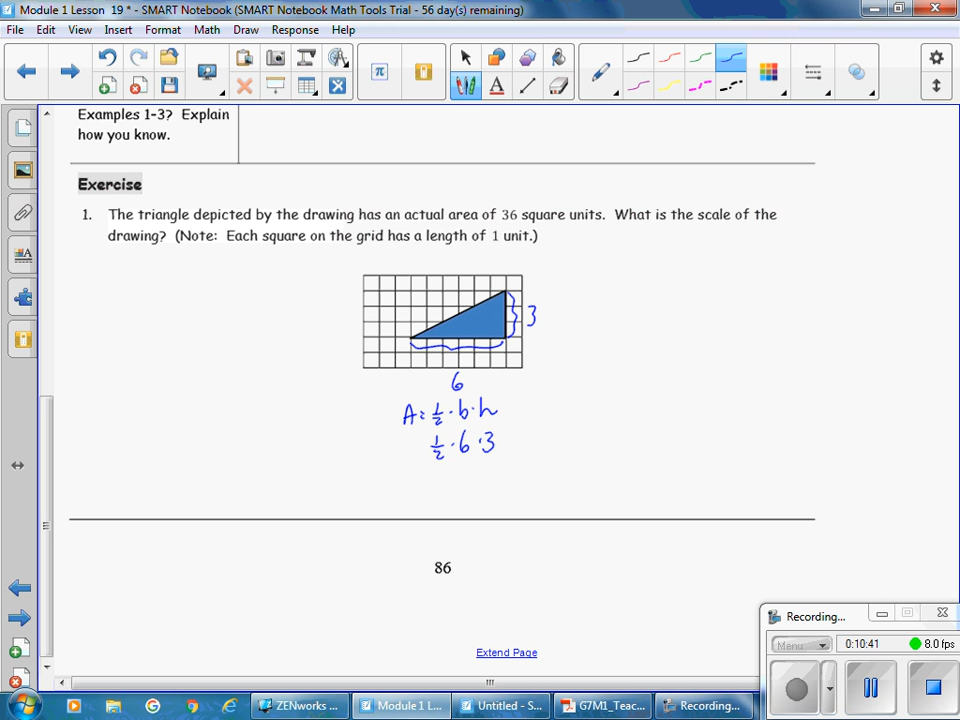 Module 1 Lesson 19 * - SMART Notebook (SMART Notebook Math Tools Trial - 56 day(s) remaining)
File Edit View Insert Format Math Draw Response Help
Examples 1-3? Explain
how you know.
Exercise
1. The triangle depicted by the drawing has an actual area of 36 square units. What is the scale of the
drawing? (Note: Each square on the grid has a length of 1 unit.)
3
6
A = 1/2 · b · h
1/2 · 6 · 3
86
Extend Page
Recording...
Menu 0:10:41 8.0 fps
ZENworks ... Module 1 L... Untitled - S... G7M1_Teac... Recording... 12:49 PM